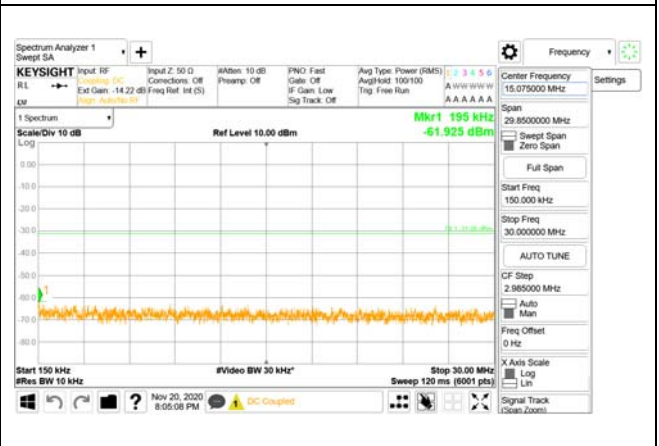 Spectrum Analyzer 1
Swept SA
Frequency
KEYSIGHT
Input: RF
Coupling: DC
Ext Gain: -14.22 dB
Align: Auto/No RF
RL
Input Z: 50 Ω
Corrections: Off
Freq Ref: Int (S)
#Atten: 10 dB
Preamp: Off
PNO: Fast
Gate: Off
IF Gain: Low
Sig Track: Off
Avg Type: Power (RMS)
Avg|Hold: 100/100
Trig: Free Run
1 2 3 4 5 6
A W W W W W
A A A A A A
1 Spectrum
Scale/Div 10 dB
Ref Level 10.00 dBm
Mkr1 195 kHz
-61.925 dBm
Log
0.00
-10.0
-20.0
-30.0
-40.0
-50.0
-60.0
-70.0
-80.0
1
Start 150 kHz
#Res BW 10 kHz
#Video BW 30 kHz*
Stop 30.00 MHz
Sweep 120 ms (6001 pts)
Center Frequency
15.075000 MHz
Settings
Span
29.8500000 MHz
Swept Span
Zero Span
Full Span
Start Freq
150.000 kHz
Stop Freq
30.000000 MHz
AUTO TUNE
CF Step
2.985000 MHz
Auto
Man
Freq Offset
0 Hz
X Axis Scale
Log
Lin
Signal Track
(Span Zoom)
Nov 20, 2020
8:05:08 PM
DC Coupled